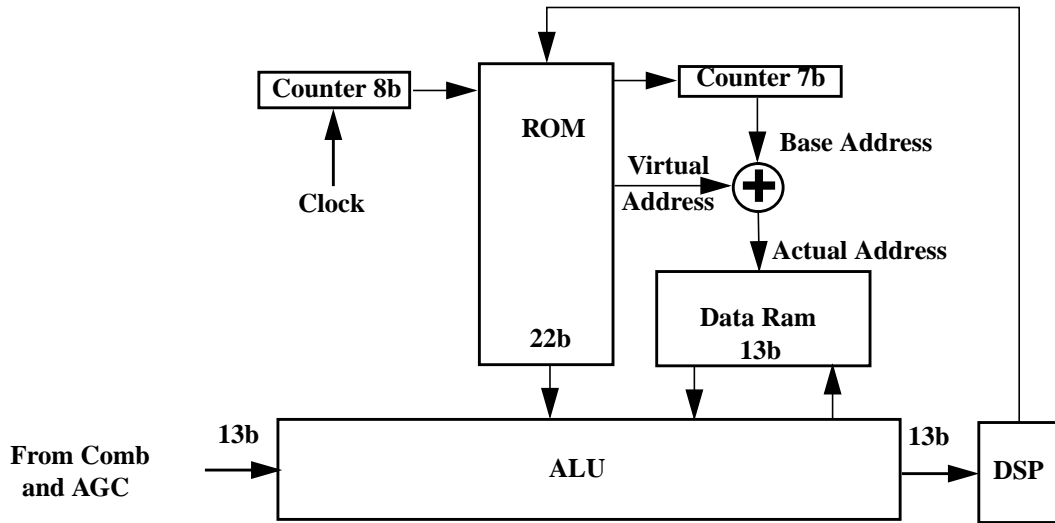 Counter 8b
Clock
ROM
22b
Counter 7b
Base Address
Virtual
Address
Actual Address
Data Ram
13b
From Comb
and AGC
13b
ALU
13b
DSP